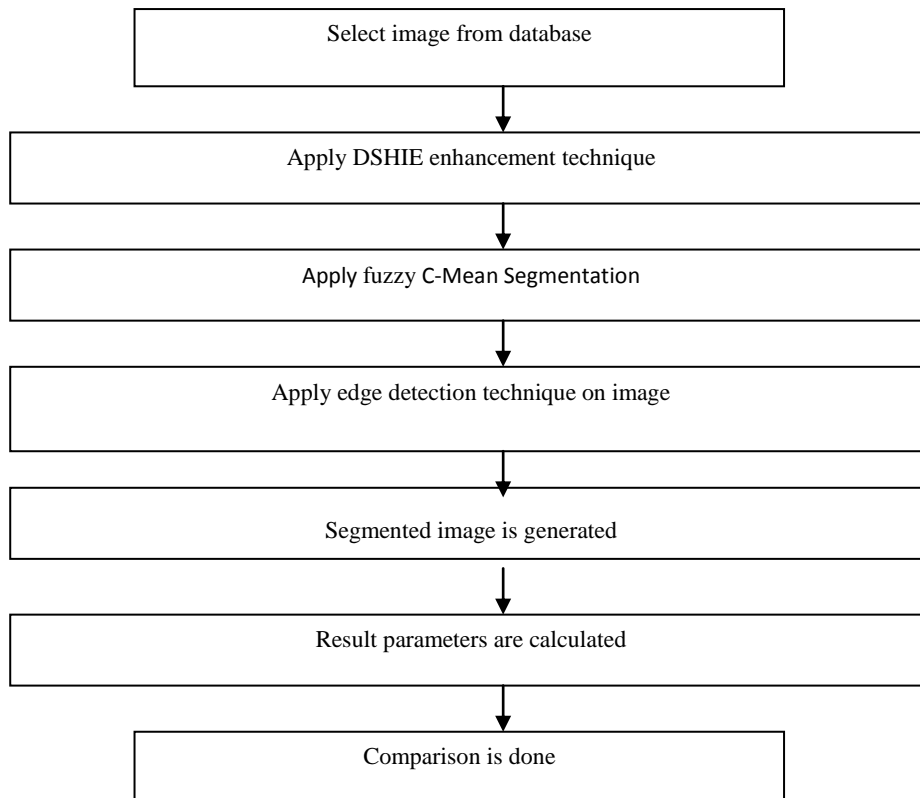 Select image from database
Apply DSHIE enhancement technique
Apply fuzzy C-Mean Segmentation
Apply edge detection technique on image
Segmented image is generated
Result parameters are calculated
Comparison is done